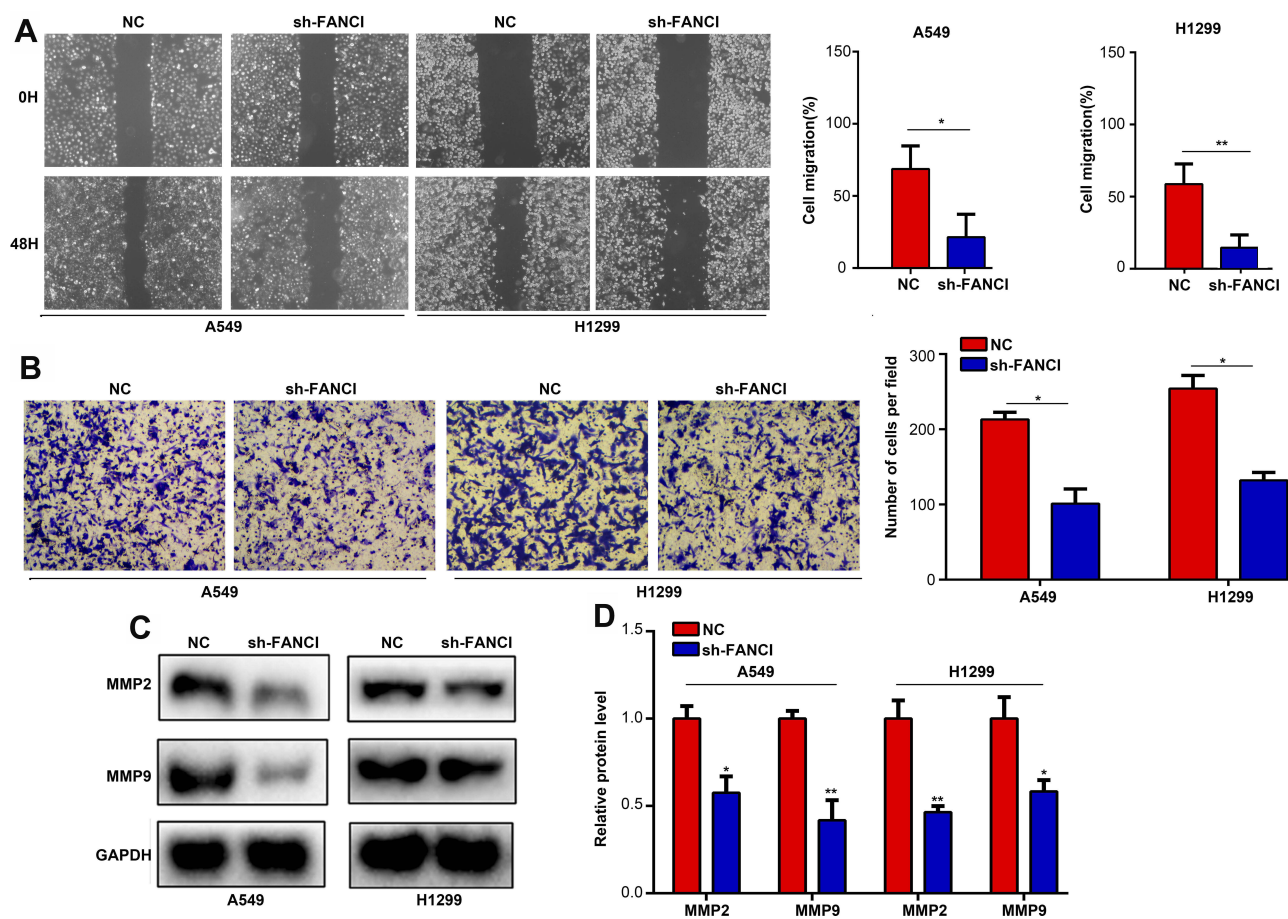 A
NC
sh-FANCI
NC
sh-FANCI
0H
48H
A549
H1299
A549
Cell migration(%)
150
100
50
0
*
NC
sh-FANCI
H1299
Cell migration(%)
150
100
50
0
**
NC
sh-FANCI
B
NC
sh-FANCI
NC
sh-FANCI
A549
H1299
NC
sh-FANCI
Number of cells per field
300
200
100
0
*
*
A549
H1299
C
NC
sh-FANCI
NC
sh-FANCI
MMP2
MMP9
GAPDH
A549
H1299
D
NC
sh-FANCI
Relative protein level
1.5
1.0
0.5
0.0
A549
H1299
*
**
**
*
MMP2
MMP9
MMP2
MMP9